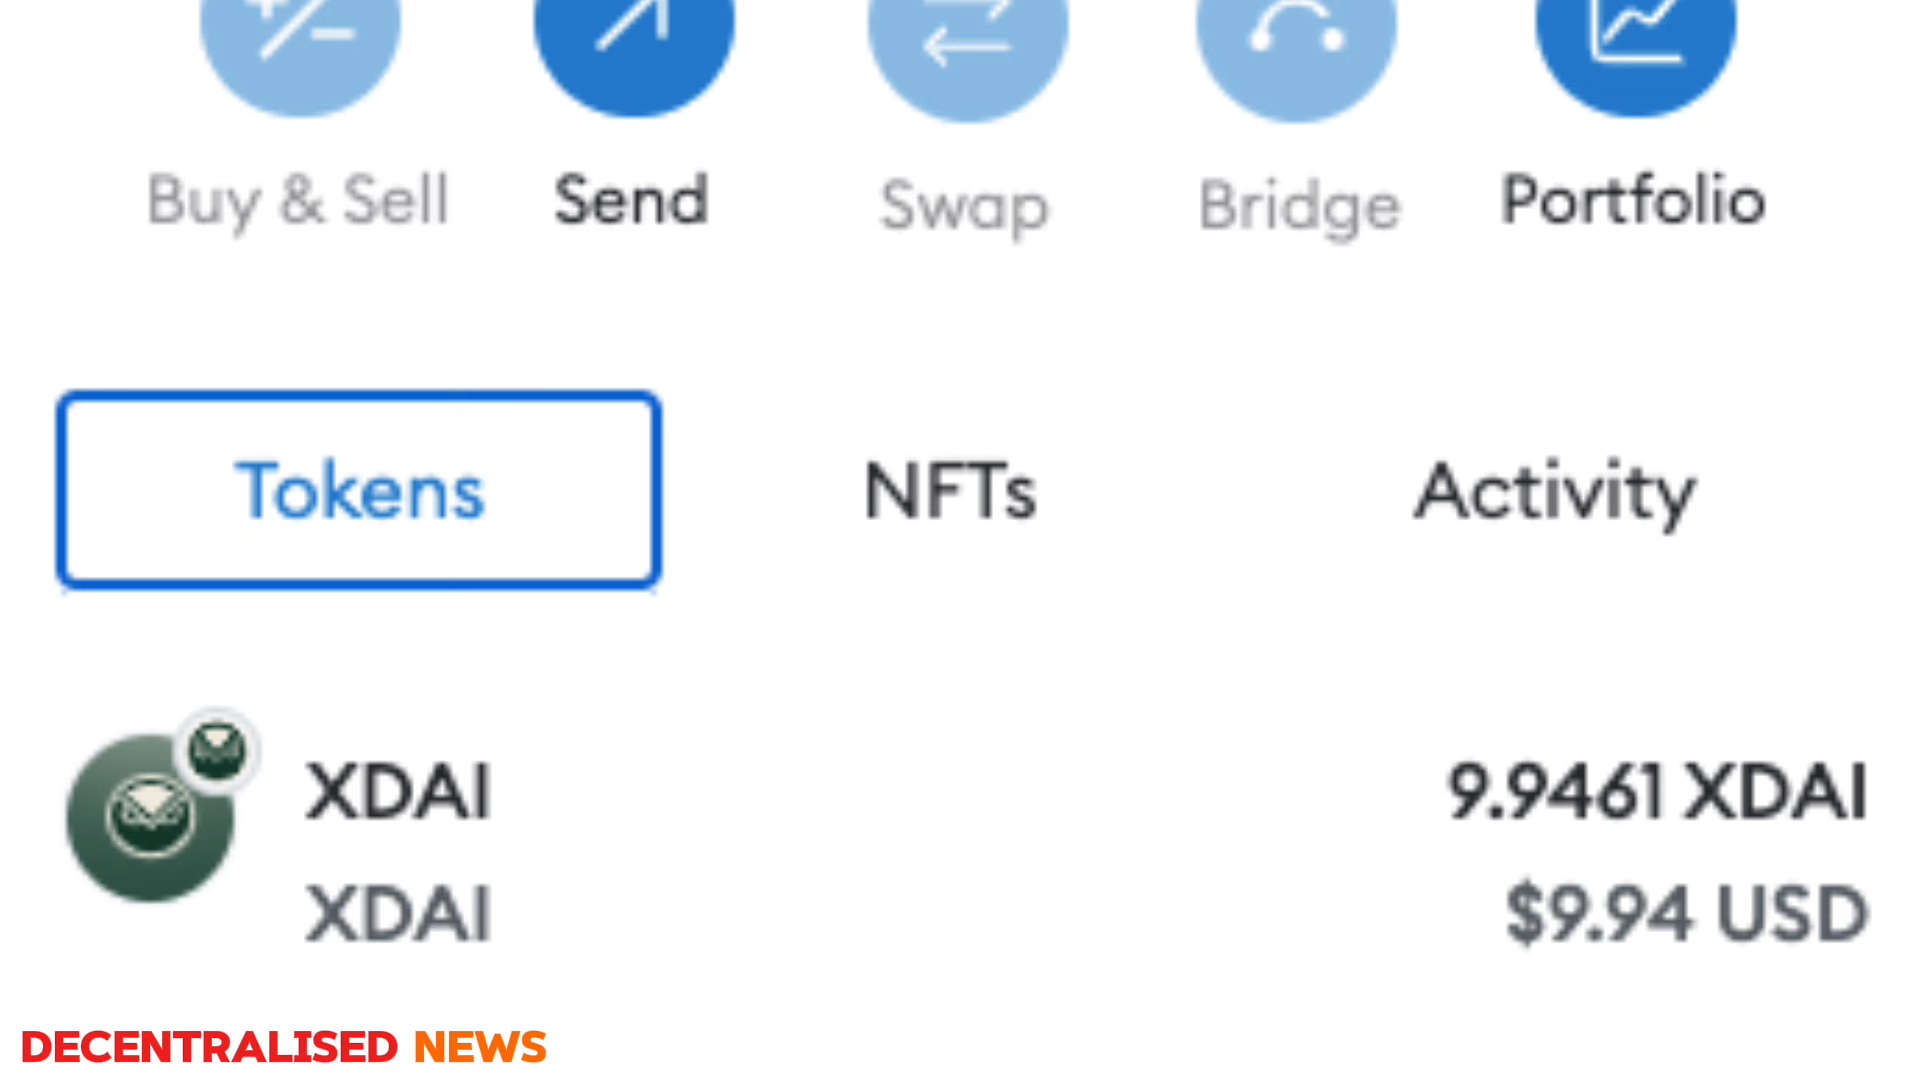 Buy & Sell Send Swap Bridge Portfolio
Tokens NFTs Activity
XDAI 9.9461 XDAI
XDAI $9.94 USD
DECENTRALISED NEWS